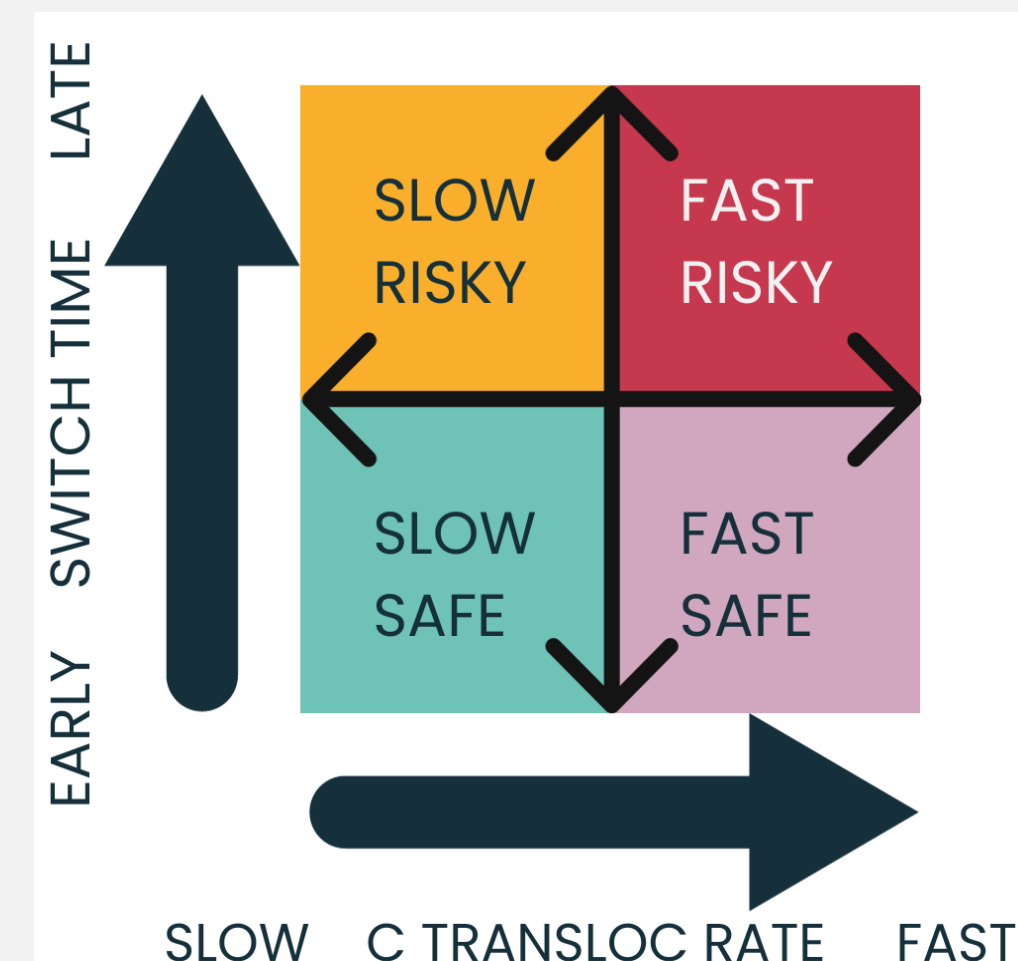 EARLY SWITCH TIME LATE
SLOW
RISKY
FAST
RISKY
SLOW
SAFE
FAST
SAFE
SLOW C TRANSLOC RATE FAST